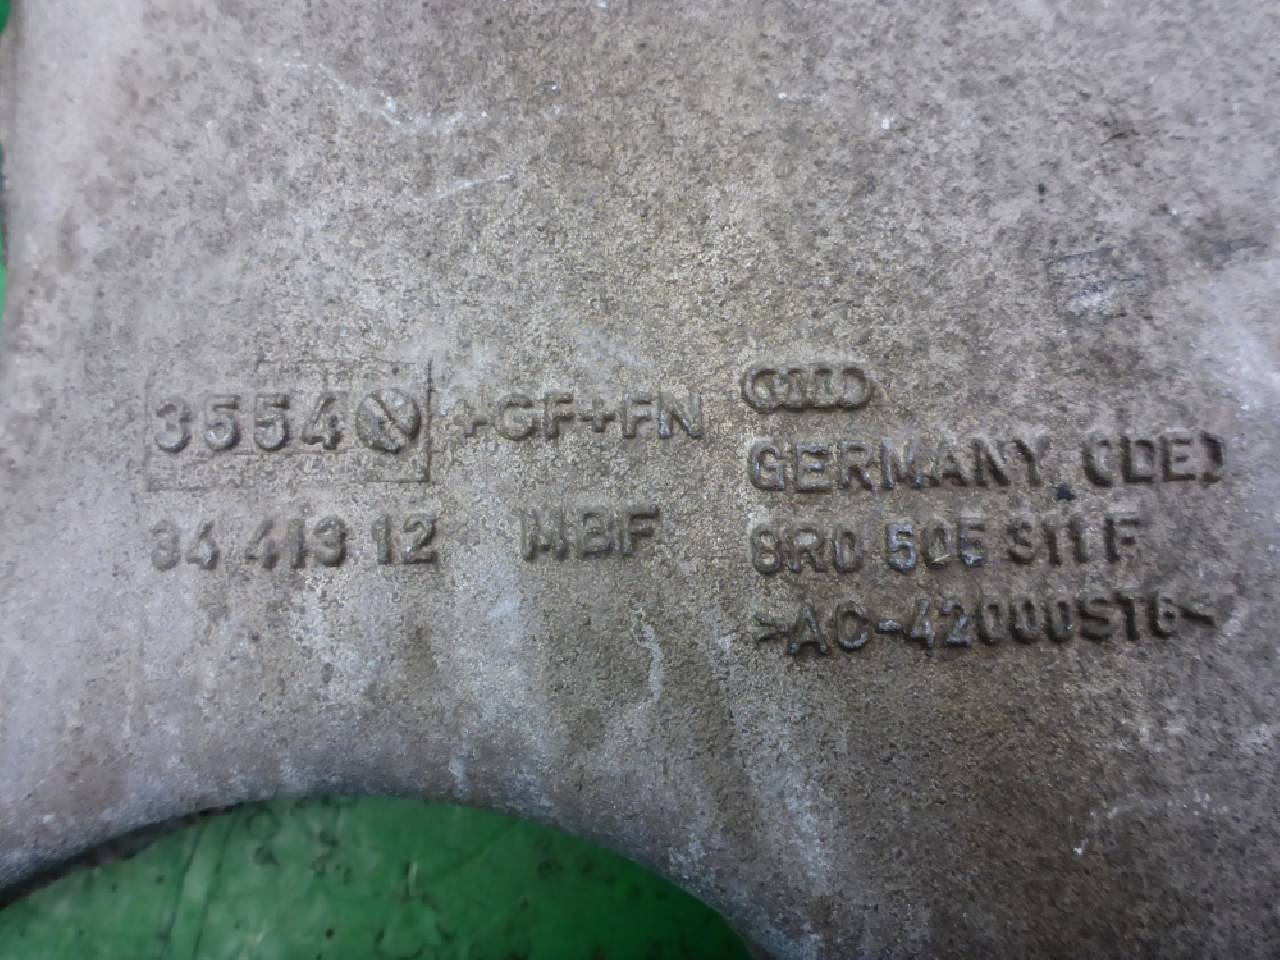 3554 +GF+FN
34 413 12 MBF
GERMANY (DE)
8R0 505 311 F
>AC-42000ST6<